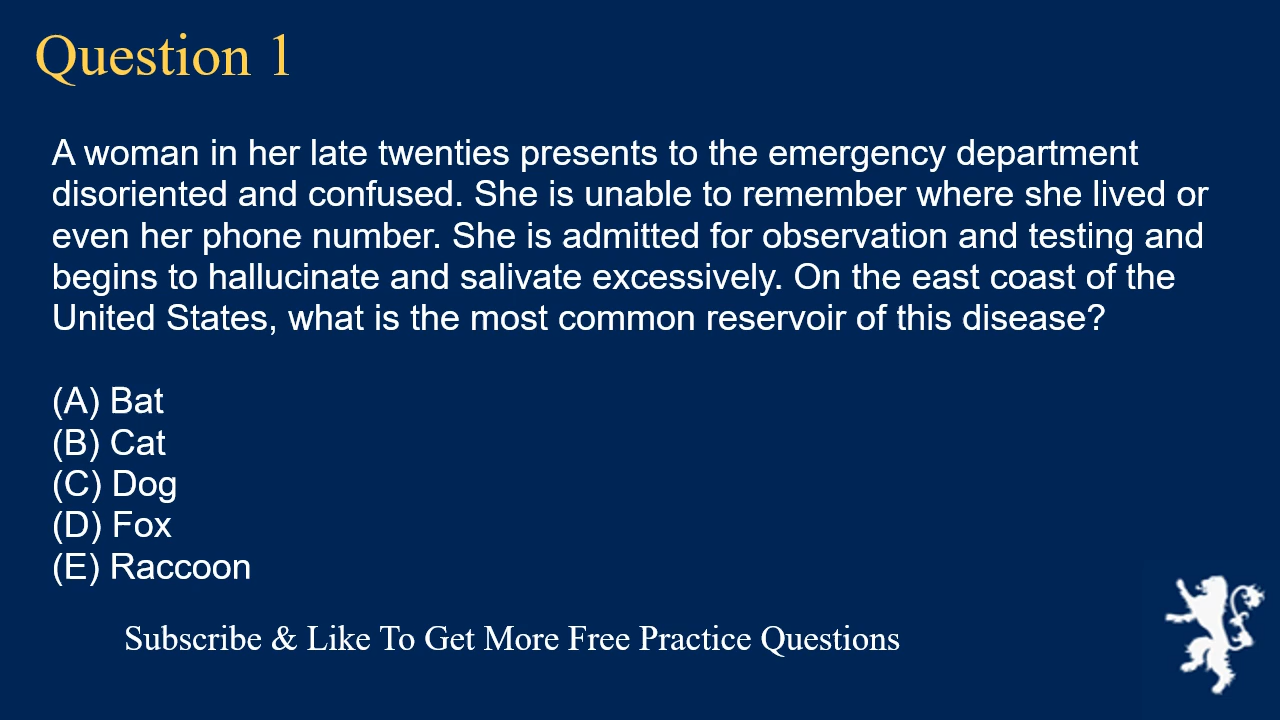 Question 1
A woman in her late twenties presents to the emergency department
disoriented and confused. She is unable to remember where she lived or
even her phone number. She is admitted for observation and testing and
begins to hallucinate and salivate excessively. On the east coast of the
United States, what is the most common reservoir of this disease?
(A) Bat
(B) Cat
(C) Dog
(D) Fox
(E) Raccoon
Subscribe & Like To Get More Free Practice Questions